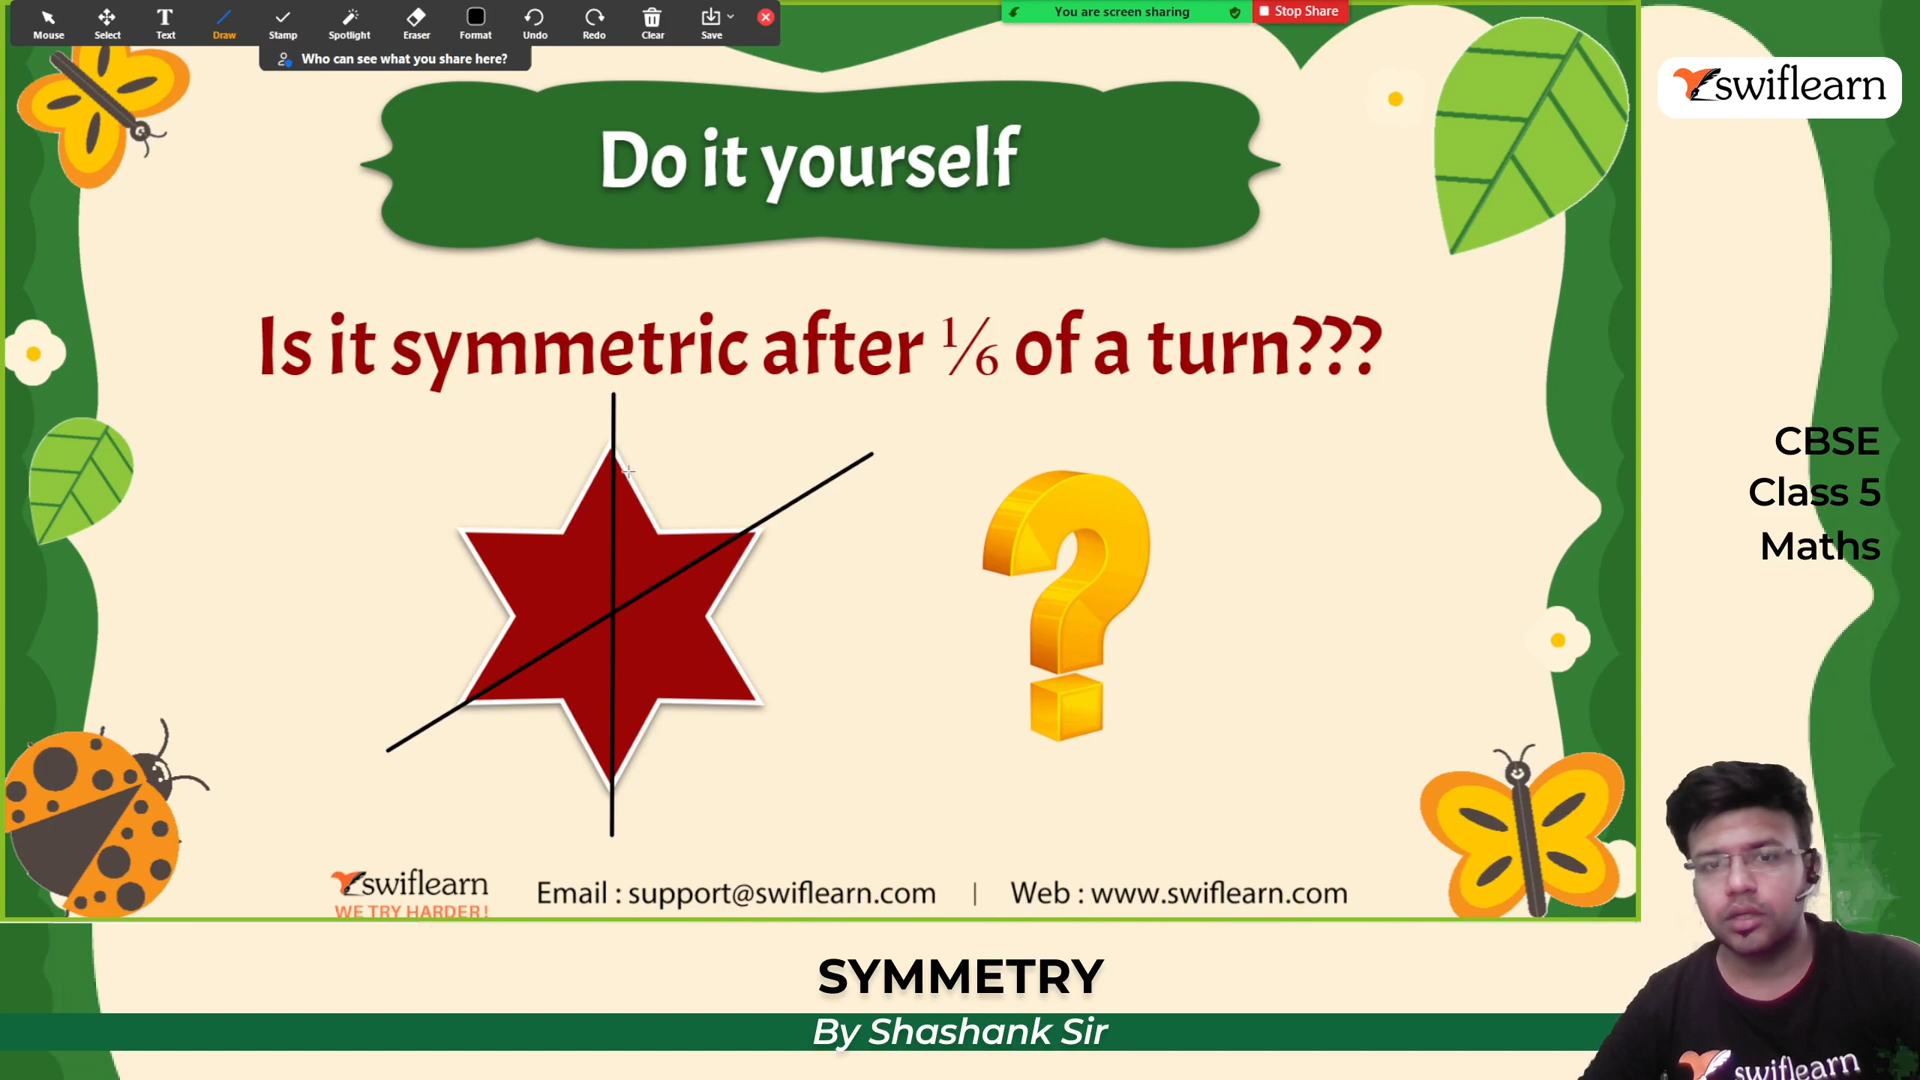 Mouse
Select
Text
Draw
Stamp
Spotlight
Eraser
Format
Undo
Redo
Clear
Save
You are screen sharing
Stop Share
Who can see what you share here?
swiflearn
Do it yourself
Is it symmetric after ⅙ of a turn???
CBSE
Class 5
Maths
swiflearn
WE TRY HARER!
Email : support@swiflearn.com | Web : www.swiflearn.com
SYMMETRY
By Shashank Sir
swiflearn